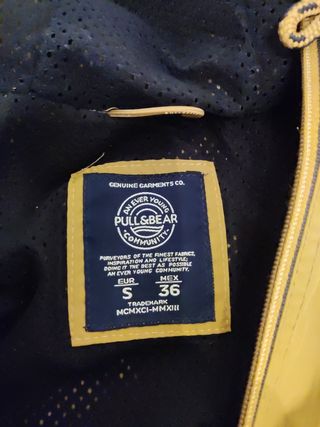 GENUINE GARMENTS CO.
AN EVER YOUNG
PULL&BEAR
COMMUNITY
PURVEYORS OF THE FINEST FABRICS,
INSPIRATION AND LIFESTYLE;
DOING IT THE BEST AS POSSIBLE
AN EVER YOUNG COMMUNITY.
EUR MEX
S 36
TRADEMARK
MCMXCI-MMXIII